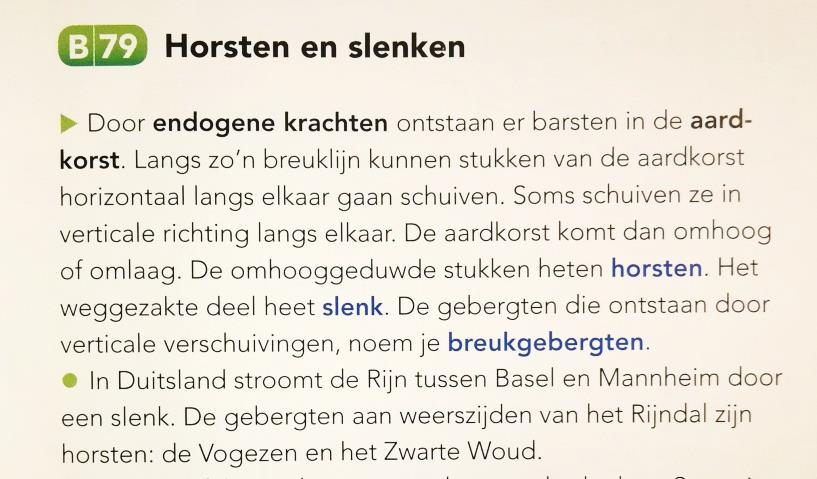 B 79 Horsten en slenken
▶ Door endogene krachten ontstaan er barsten in de aard-
korst. Langs zo'n breuklijn kunnen stukken van de aardkorst
horizontaal langs elkaar gaan schuiven. Soms schuiven ze in
verticale richting langs elkaar. De aardkorst komt dan omhoog
of omlaag. De omhooggeduwde stukken heten horsten. Het
weggezakte deel heet slenk. De gebergten die ontstaan door
verticale verschuivingen, noem je breukgebergten.
● In Duitsland stroomt de Rijn tussen Basel en Mannheim door
een slenk. De gebergten aan weerszijden van het Rijndal zijn
horsten: de Vogezen en het Zwarte Woud.